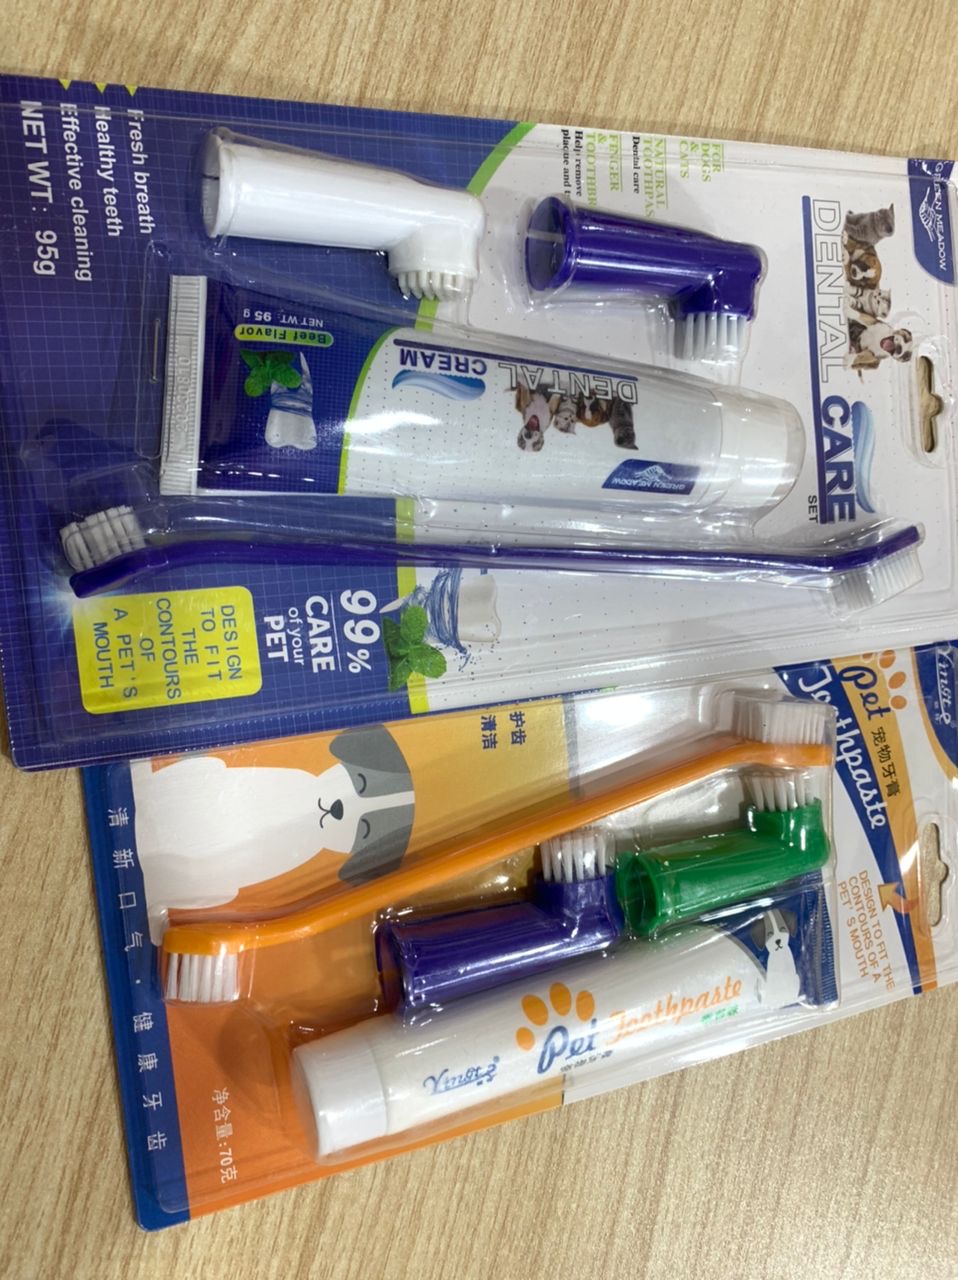 GREEN MEADOW
DENTAL
CARE
SET
FOR
DOGS
&
CATS
NATURAL
TOOTHPAS
Dental care
&
FINGER
TOOTHBR
Help remove
plaque and t
Fresh breath
Healthy teeth
Effective cleaning
NET WT: 95g
GREEN MEADOW
DENTAL
CREAM
NET WT. 95 g
Beef Flavor
99%
CARE
of your
PET
DESIGN
TO FIT
THE
CONTOURS
OF
A PET'S
MOUTH
Pet
宠物牙膏
Toothpaste
DESIGN TO FIT THE
CONTOURS OF A
PET'S MOUTH
护齿
清洁
清新口气·健康牙齿
净含量:70克
Yinot's
Pet Toothpaste